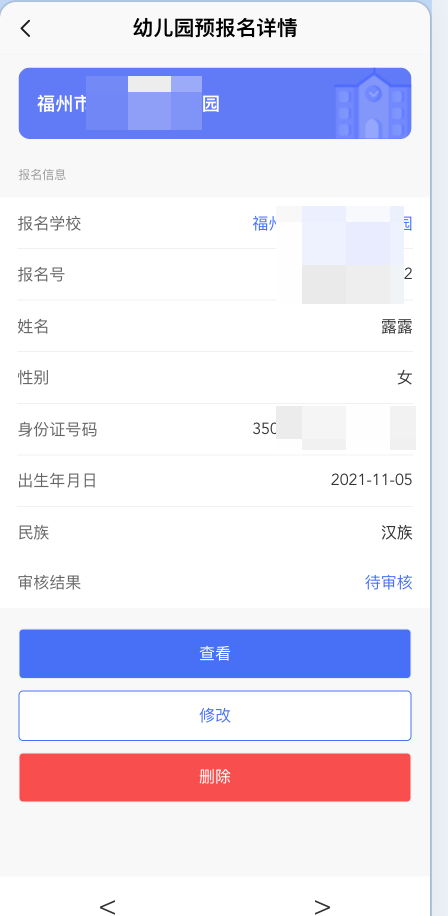 幼儿园预报名详情
福州市 园
报名信息
报名学校 福州 园
报名号 2
姓名 露露
性别 女
身份证号码 350
出生年月日 2021-11-05
民族 汉族
审核结果 待审核
查看
修改
删除
< >